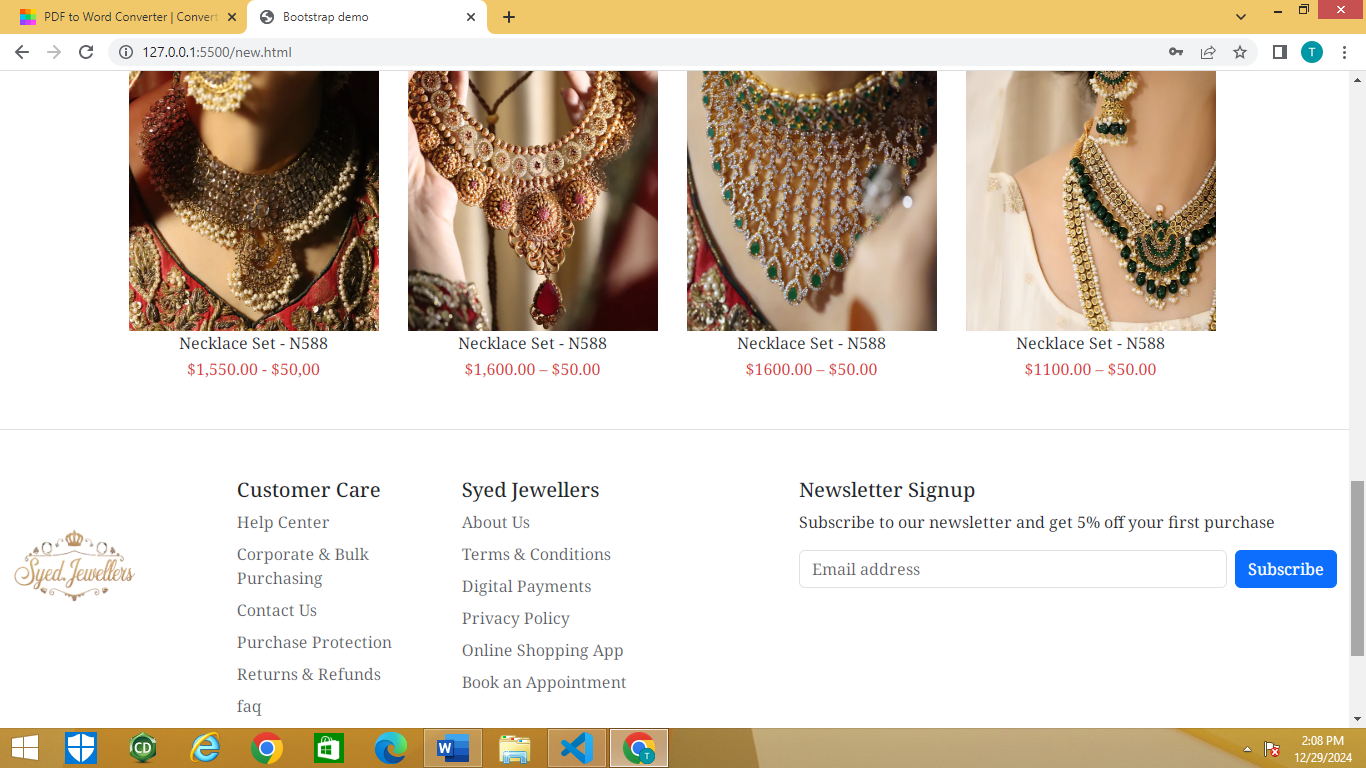 PDF to Word Converter | Convert
Bootstrap demo
127.0.0.1:5500/new.html
T
Necklace Set - N588
$1,550.00 - $50,00
Necklace Set - N588
$1,600.00 – $50.00
Necklace Set - N588
$1600.00 – $50.00
Necklace Set - N588
$1100.00 – $50.00
Syed.Jewellers
Customer Care
Help Center
Corporate & Bulk
Purchasing
Contact Us
Purchase Protection
Returns & Refunds
faq
Syed Jewellers
About Us
Terms & Conditions
Digital Payments
Privacy Policy
Online Shopping App
Book an Appointment
Newsletter Signup
Subscribe to our newsletter and get 5% off your first purchase
Email address
Subscribe
CD
W
T
2:08 PM
12/29/2024